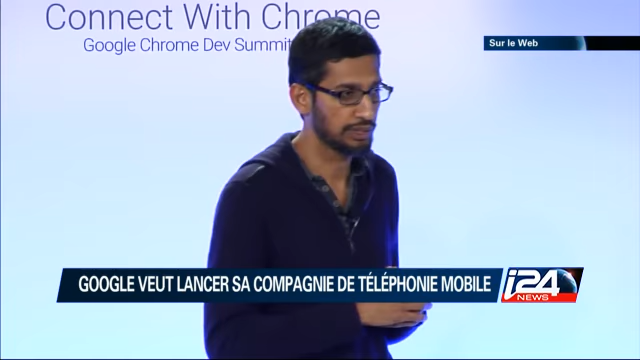 Connect With Chrome
Google Chrome Dev Summit
Sur le Web
GOOGLE VEUT LANCER SA COMPAGNIE DE TÉLÉPHONIE MOBILE
i24
NEWS